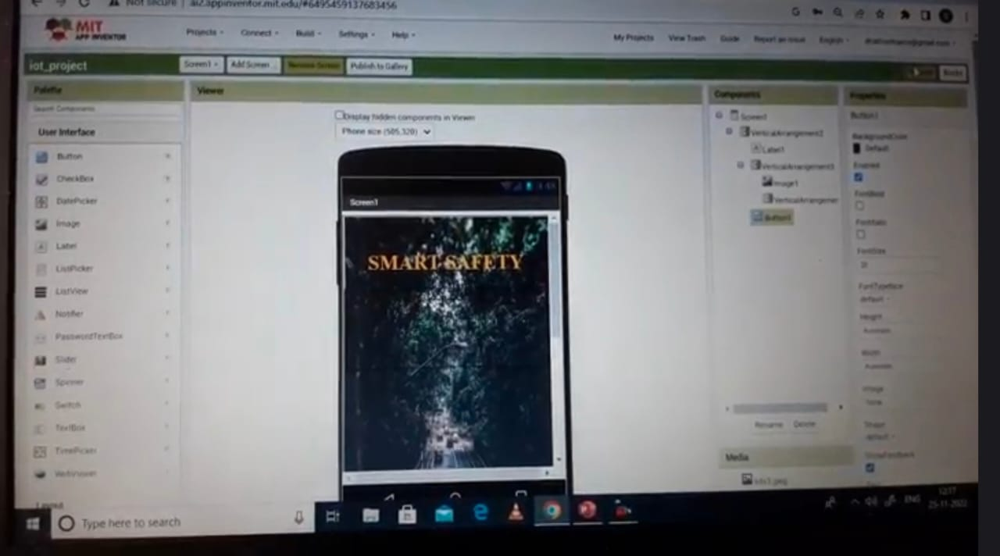 Not secure | ai2.appinventor.mit.edu/#6495459137683456
MIT
APP INVENTOR
Projects Connect Build Settings Help My Projects View Trash Guide Report an Issue English
iot_project Screen1 Add Screen ... Remove Screen Publish to Gallery Blocks
Palette
Viewer
Components
Properties
Search Components
User Interface
Button
CheckBox
DatePicker
Image
Label
ListPicker
ListView
Notifier
PasswordTextBox
Slider
Spinner
Switch
TextBox
TimePicker
WebViewer
Layout
Display hidden components in Viewer
Phone size (505,320)
Screen1
SMART SAFETY
Screen1
VerticalArrangement2
Label1
VerticalArrangement3
Image1
VerticalArrangemer
Button1
Rename Delete
Media
Button1
BackgroundColor
Default
Enabled
FontBold
FontItalic
FontSize
FontTypeface
default
Height
Automatic
Width
Automatic
Image
None
Shape
default
ShowFeedback
Type here to search
ENG
12:17
25-11-2022